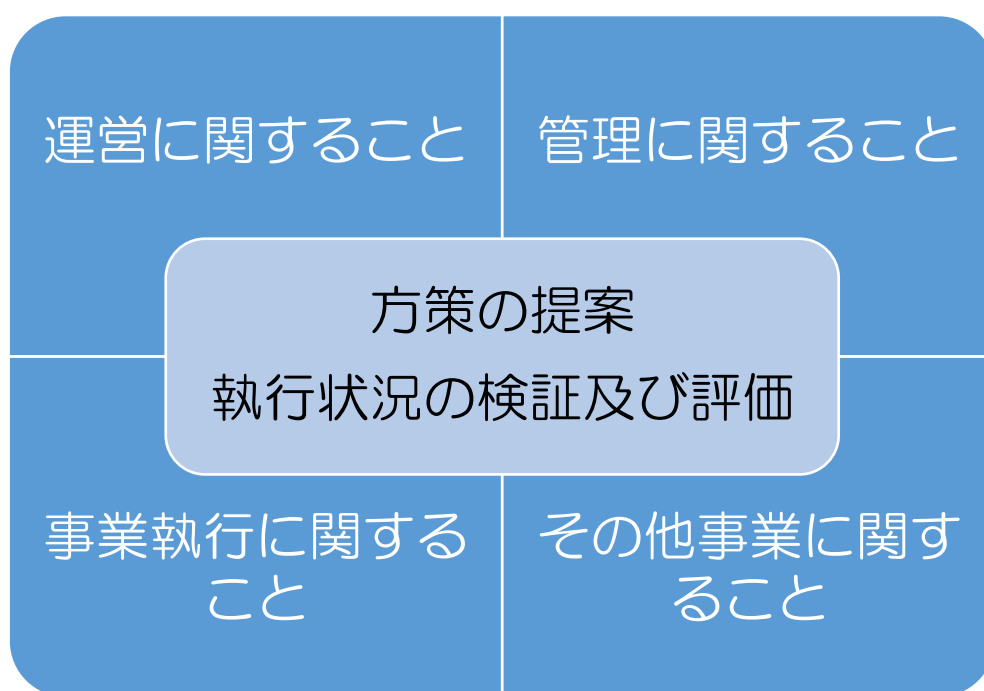 運営に関すること
管理に関すること
方策の提案
執行状況の検証及び評価
事業執行に関する
こと
その他事業に関す
ること